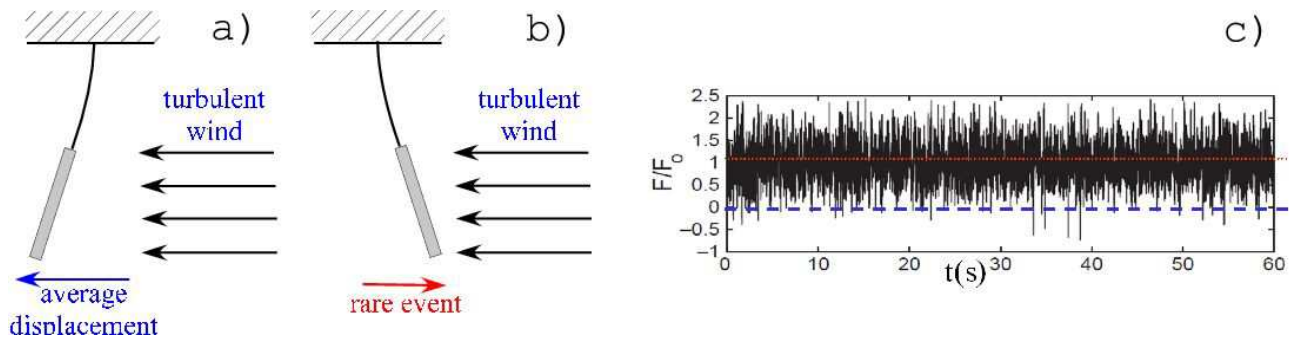 a)
turbulent
wind
average
displacement
b)
turbulent
wind
rare event
c)
F/F₀
2.5
2
1.5
1
0.5
0
−0.5
−1
0 10 20 30 40 50 60
t(s)